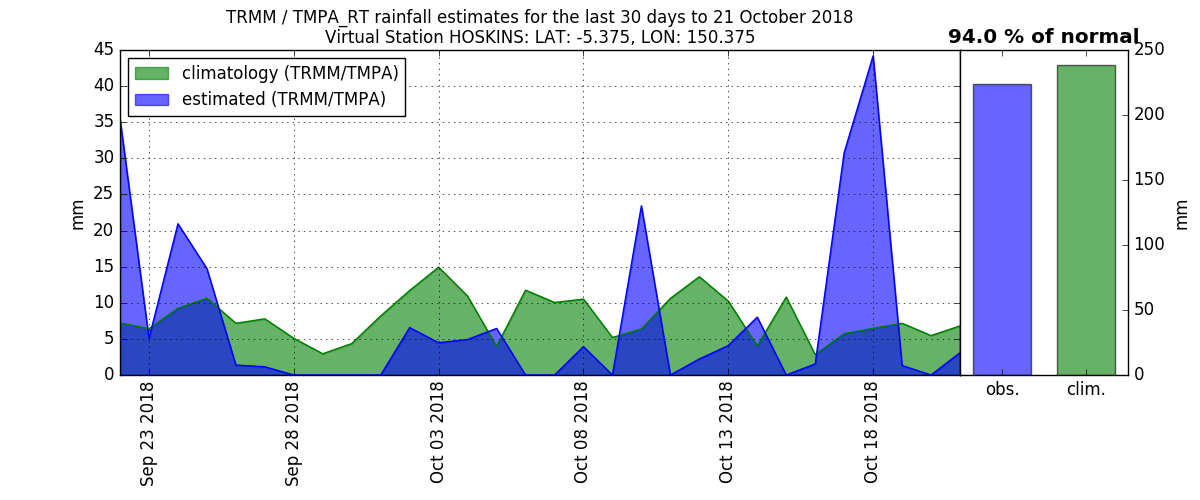 TRMM / TMPA_RT rainfall estimates for the last 30 days to 21 October 2018
Virtual Station HOSKINS: LAT: -5.375, LON: 150.375
94.0 % of normal
climatology (TRMM/TMPA)
estimated (TRMM/TMPA)
mm
45
40
35
30
25
20
15
10
5
0
Sep 23 2018
Sep 28 2018
Oct 03 2018
Oct 08 2018
Oct 13 2018
Oct 18 2018
250
200
150
100
50
0
mm
obs.
clim.